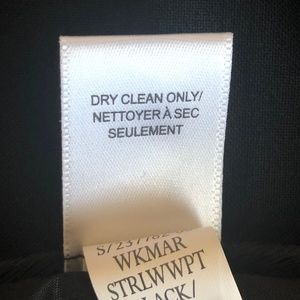 DRY CLEAN ONLY/
NETTOYER À SEC
SEULEMENT
WKMAR
STRLWWPT